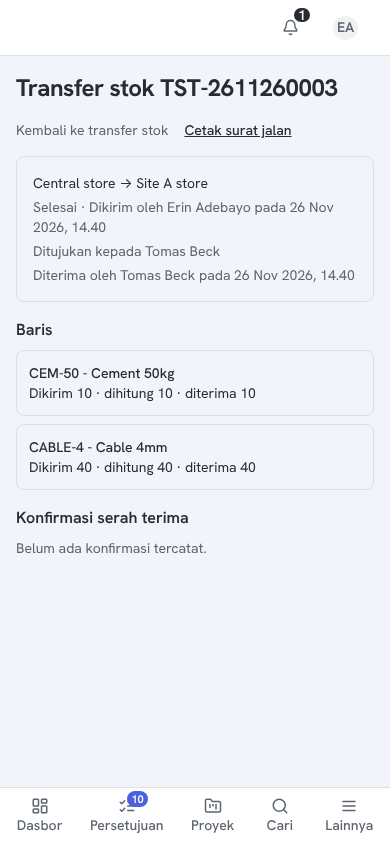 1
EA
Transfer stok TST-2611260003
Kembali ke transfer stok Cetak surat jalan
Central store → Site A store
Selesai · Dikirim oleh Erin Adebayo pada 26 Nov
2026, 14.40
Ditujukan kepada Tomas Beck
Diterima oleh Tomas Beck pada 26 Nov 2026, 14.40
Baris
CEM-50 - Cement 50kg
Dikirim 10 · dihitung 10 · diterima 10
CABLE-4 - Cable 4mm
Dikirim 40 · dihitung 40 · diterima 40
Konfirmasi serah terima
Belum ada konfirmasi tercatat.
10
Dasbor Persetujuan Proyek Cari Lainnya